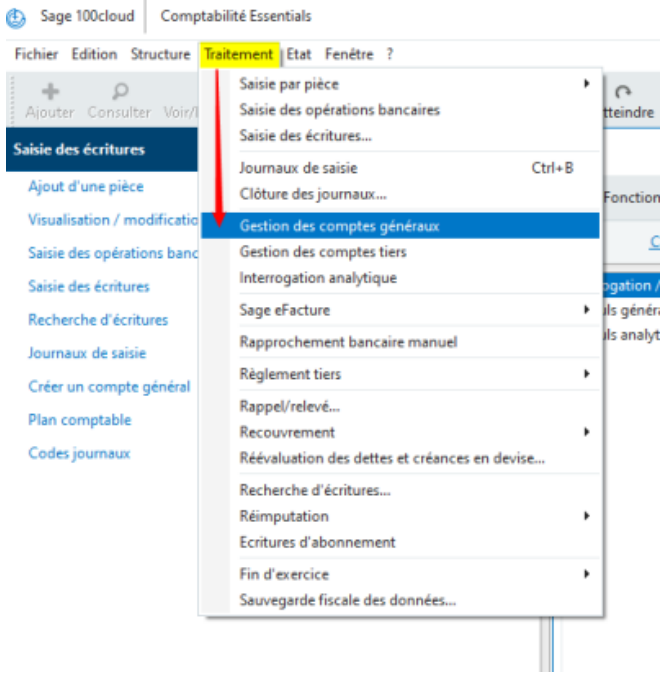 Sage 100cloud Comptabilité Essentials
Fichier Edition Structure Traitement Etat Fenêtre ?
Ajouter Consulter
Saisie des écritures
Ajout d'une pièce
Visualisation /
Saisie des opérations
Saisie des écritures
Recherche d'écritures
Journaux de saisie
Créer un compte général
Plan comptable
Codes journaux
Saisie par pièce
Saisie des opérations bancaires
Saisie des écritures...
Journaux de saisie Ctrl+B
Clôture des journaux...
Gestion des comptes généraux
Gestion des comptes tiers
Interrogation analytique
Sage eFacture
Rapprochement bancaire manuel
Règlement tiers
Rappel/relevé...
Recouvrement
Réévaluation des dettes et créances en devise...
Recherche d'écritures...
Réimputation
Ecritures d'abonnement
Fin d'exercice
Sauvegarde fiscale des données...